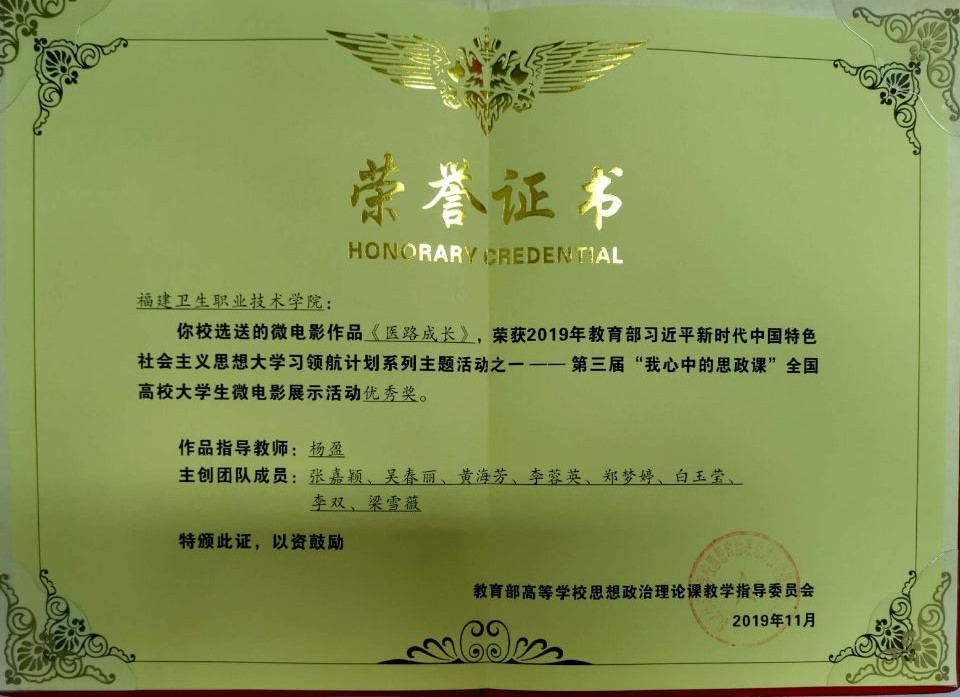 荣誉证书
HONORARY CREDENTIAL
福建卫生职业技术学院：
你校选送的微电影作品《医路成长》，荣获2019年教育部习近平新时代中国特色
社会主义思想大学习领航计划系列主题活动之一——第三届“我心中的思政课”全国
高校大学生微电影展示活动优秀奖。
作品指导教师：杨盈
主创团队成员：张嘉颖、吴春丽、黄海芳、李蓉英、郑梦婷、白玉莹、
李双、梁雪薇
特颁此证，以资鼓励
教育部高等学校思想政治理论课教学指导委员会
2019年11月